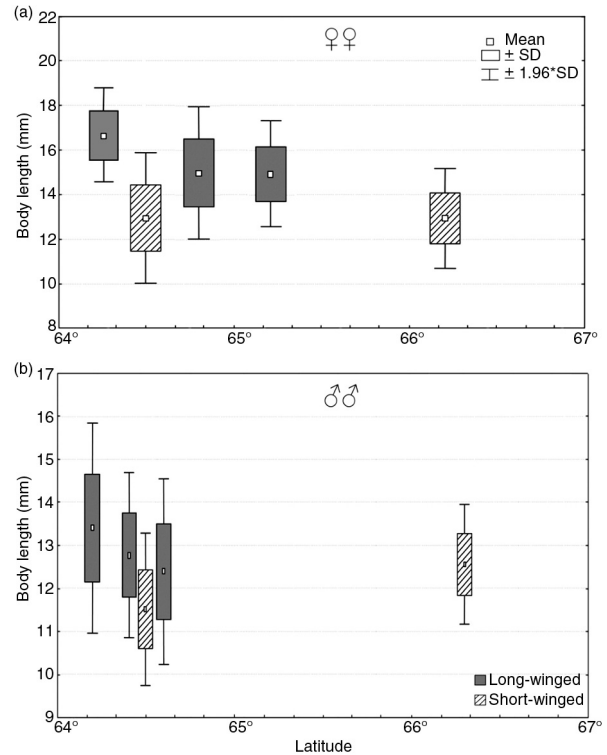 (a)
♀♀
Mean
± SD
± 1.96*SD
Body length (mm)
22
20
18
16
14
12
10
8
64° 65° 66° 67°
(b)
♂♂
Body length (mm)
17
16
15
14
13
12
11
10
9
Long-winged
Short-winged
64° 65° 66° 67°
Latitude